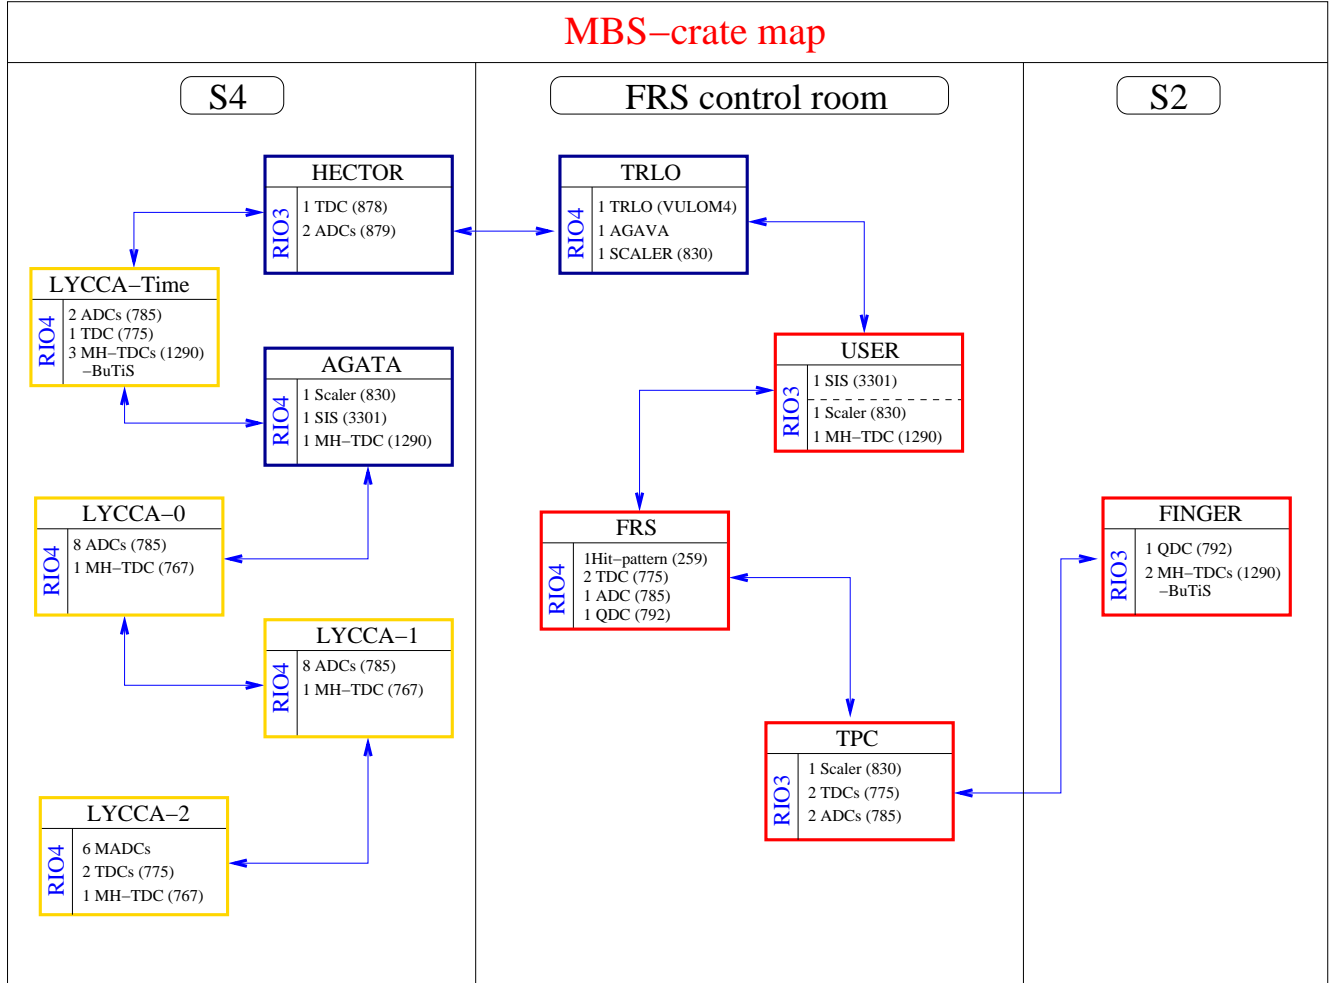 MBS−crate map
S4
FRS control room
S2
HECTOR
RIO3
1 TDC (878)
2 ADCs (879)
TRLO
RIO4
1 TRLO (VULOM4)
1 AGAVA
1 SCALER (830)
LYCCA−Time
RIO4
2 ADCs (785)
1 TDC (775)
3 MH−TDCs (1290)
−BuTiS
AGATA
RIO4
1 Scaler (830)
1 SIS (3301)
1 MH−TDC (1290)
USER
RIO3
1 SIS (3301)
1 Scaler (830)
1 MH−TDC (1290)
LYCCA−0
RIO4
8 ADCs (785)
1 MH−TDC (767)
FRS
RIO4
1Hit−pattern (259)
2 TDC (775)
1 ADC (785)
1 QDC (792)
FINGER
RIO3
1 QDC (792)
2 MH−TDCs (1290)
−BuTiS
LYCCA−1
RIO4
8 ADCs (785)
1 MH−TDC (767)
TPC
RIO3
1 Scaler (830)
2 TDCs (775)
2 ADCs (785)
LYCCA−2
RIO4
6 MADCs
2 TDCs (775)
1 MH−TDC (767)